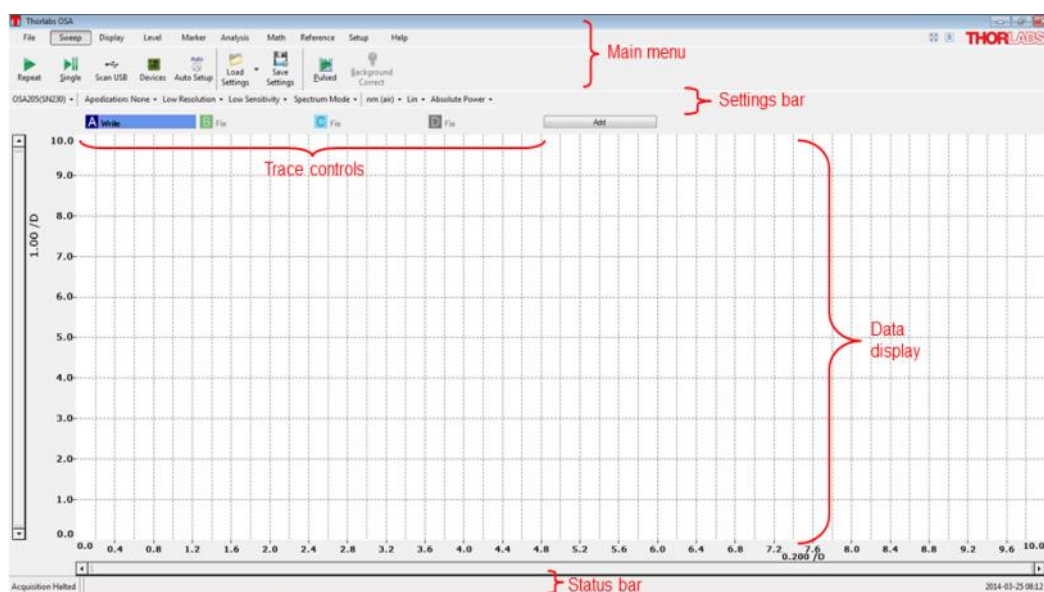 Thorlabs OSA
File Sweep Display Level Marker Analysis Math Reference Setup Help
THORLABS
Main menu
Repeat Single Scan USB Devices Auto Setup Load Settings Save Settings Pulsed Background Correct
OSA205(SN230) Apodization: None Low Resolution Low Sensitivity Spectrum Mode nm (air) Lin Absolute Power
Settings bar
A Write B Fix C Fix D Fix Add
Trace controls
10.0
9.0
8.0
7.0
6.0
5.0
4.0
3.0
2.0
1.0
0.0
1.00 /D
Data
display
0.0 0.4 0.8 1.2 1.6 2.0 2.4 2.8 3.2 3.6 4.0 4.4 4.8 5.2 5.6 6.0 6.4 6.8 7.2 7.6 8.0 8.4 8.8 9.2 9.6 10.0
0.200 /D
Status bar
Acquisition Halted
2014-03-25 08:12